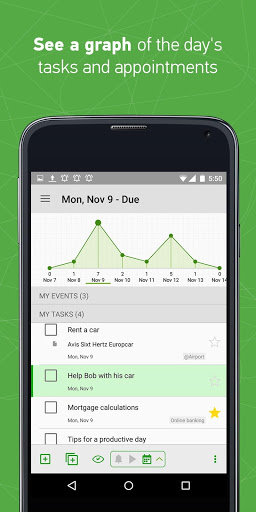 See a graph of the day's
tasks and appointments
5:50
Mon, Nov 9 - Due
0 1 7 2 1 5 1 0
Nov 7 Nov 8 Nov 9 Nov 10 Nov 11 Nov 12 Nov 13 Nov 14
MY EVENTS (3)
MY TASKS (4)
Rent a car
Avis Sixt Hertz Europcar
Mon, Nov 9 @Airport
Help Bob with his car
Mon, Nov 9
Mortgage calculations
Mon, Nov 9 Online banking
Tips for a productive day